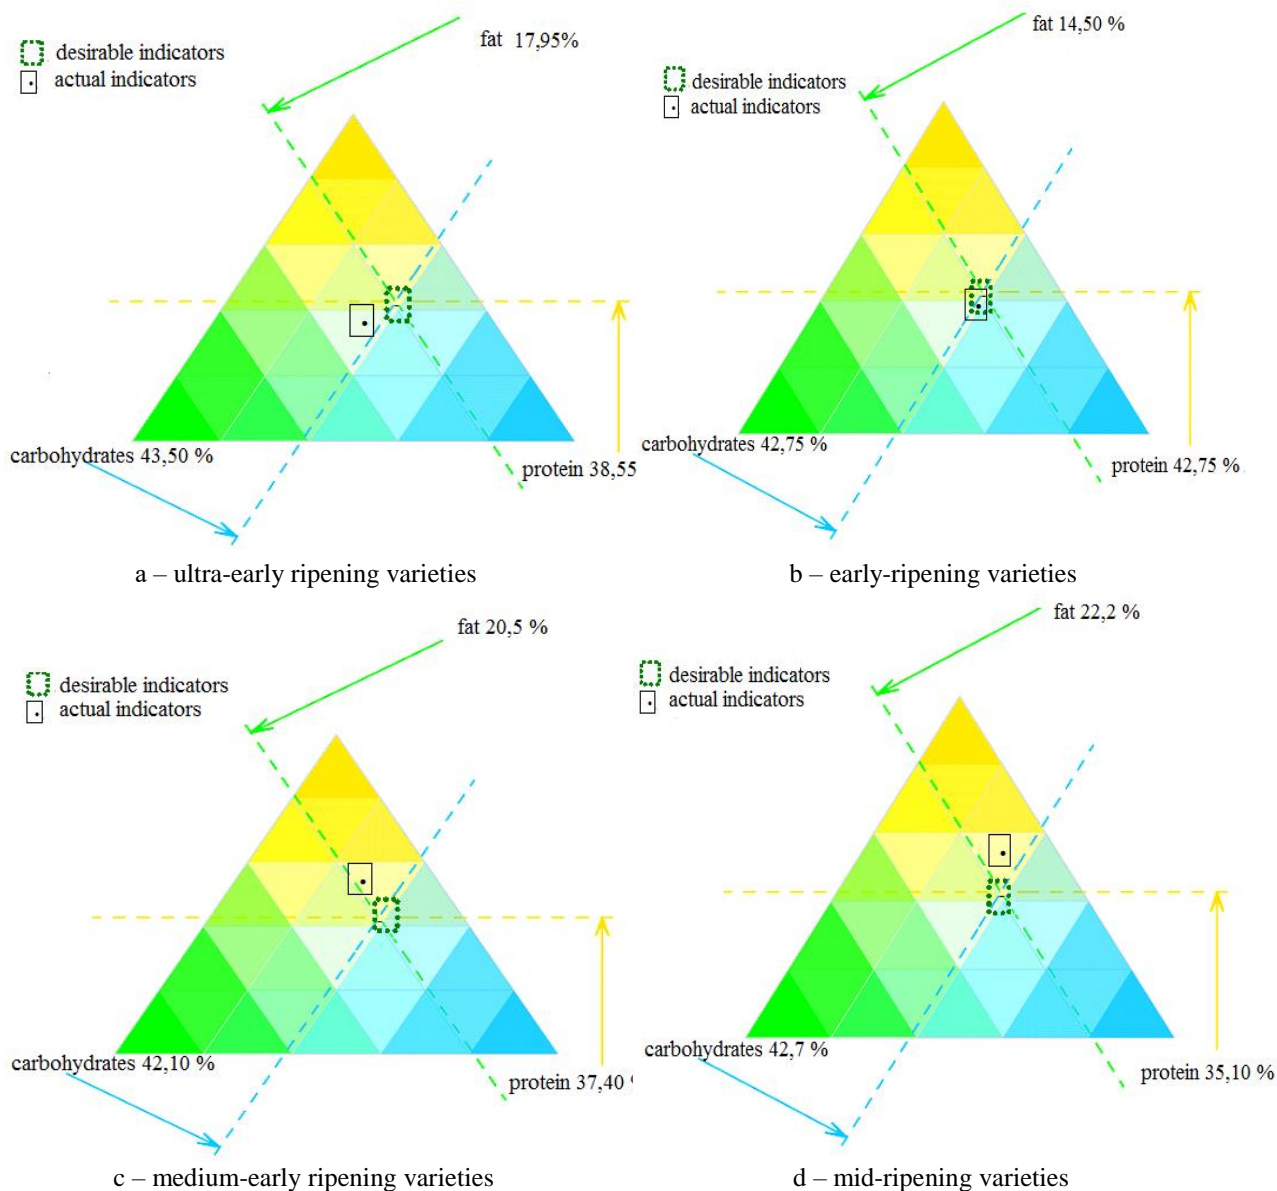 fat 17,95%
desirable indicators
actual indicators
carbohydrates 43,50 %
protein 38,55
a – ultra-early ripening varieties
fat 14,50 %
desirable indicators
actual indicators
carbohydrates 42,75 %
protein 42,75 %
b – early-ripening varieties
fat 20,5 %
desirable indicators
actual indicators
carbohydrates 42,10 %
protein 37,40
c – medium-early ripening varieties
fat 22,2 %
desirable indicators
actual indicators
carbohydrates 42,7 %
protein 35,10 %
d – mid-ripening varieties